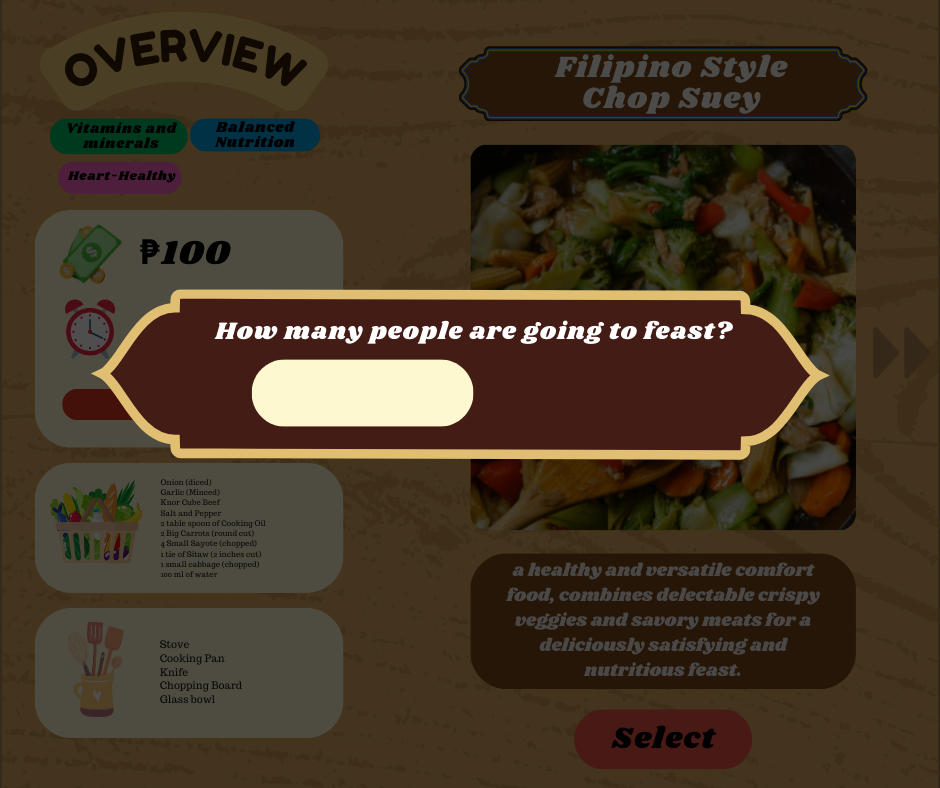 OVERVIEW
Vitamins and
minerals
Balanced
Nutrition
Heart-Healthy
₱100
Onion (diced)
Garlic (Minced)
Knor Cube Beef
Salt and Pepper
2 table spoon of Cooking Oil
2 Big Carrots (round cut)
4 Small Sayote (chopped)
1 tie of Sitaw (2 inches cut)
1 small cabbage (chopped)
100 ml of water
Stove
Cooking Pan
Knife
Chopping Board
Glass bowl
Filipino Style
Chop Suey
How many people are going to feast?
a healthy and versatile comfort
food, combines delectable crispy
veggies and savory meats for a
deliciously satisfying and
nutritious feast.
Select